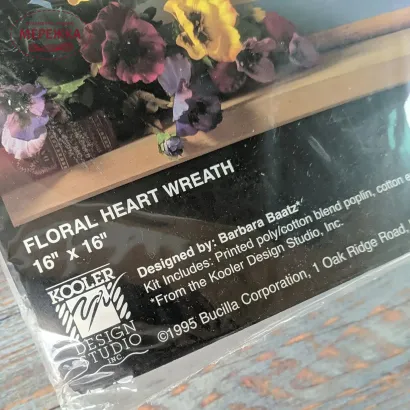 МЕРЕЖКА
FLORAL HEART WREATH
16" x 16"
Designed by: Barbara Baatz*
Kit Includes: Printed poly/cotton blend poplin, cotton e
*From the Kooler Design Studio, Inc.
©1995 Bucilla Corporation, 1 Oak Ridge Road,
KOOLER
DESIGN
STUDIO
INC